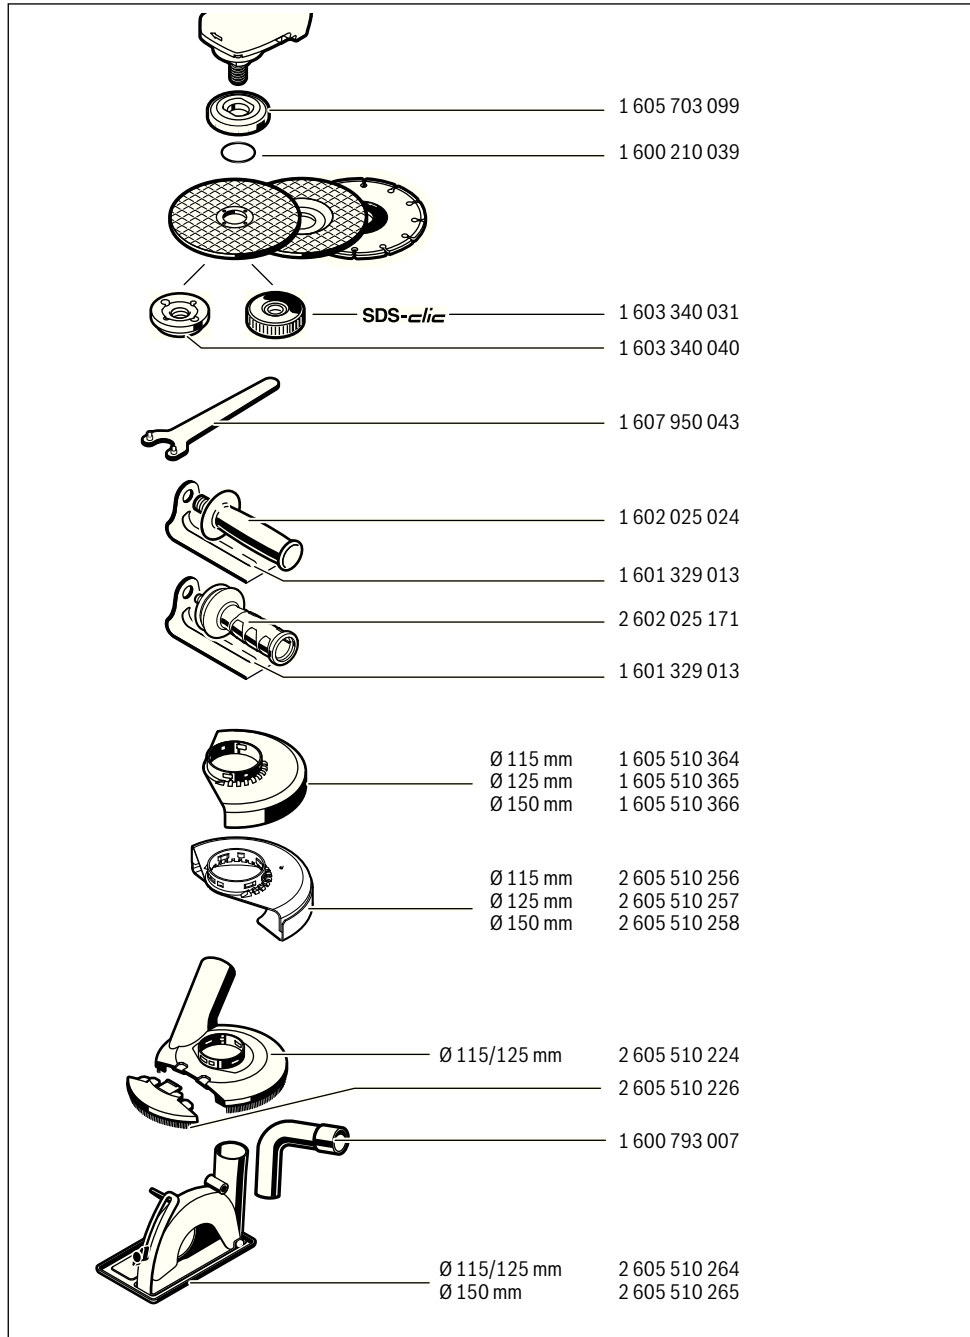 1 605 703 099
1 600 210 039
SDS-clic 1 603 340 031
1 603 340 040
1 607 950 043
1 602 025 024
1 601 329 013
2 602 025 171
1 601 329 013
Ø 115 mm 1 605 510 364
Ø 125 mm 1 605 510 365
Ø 150 mm 1 605 510 366
Ø 115 mm 2 605 510 256
Ø 125 mm 2 605 510 257
Ø 150 mm 2 605 510 258
Ø 115/125 mm 2 605 510 224
2 605 510 226
1 600 793 007
Ø 115/125 mm 2 605 510 264
Ø 150 mm 2 605 510 265